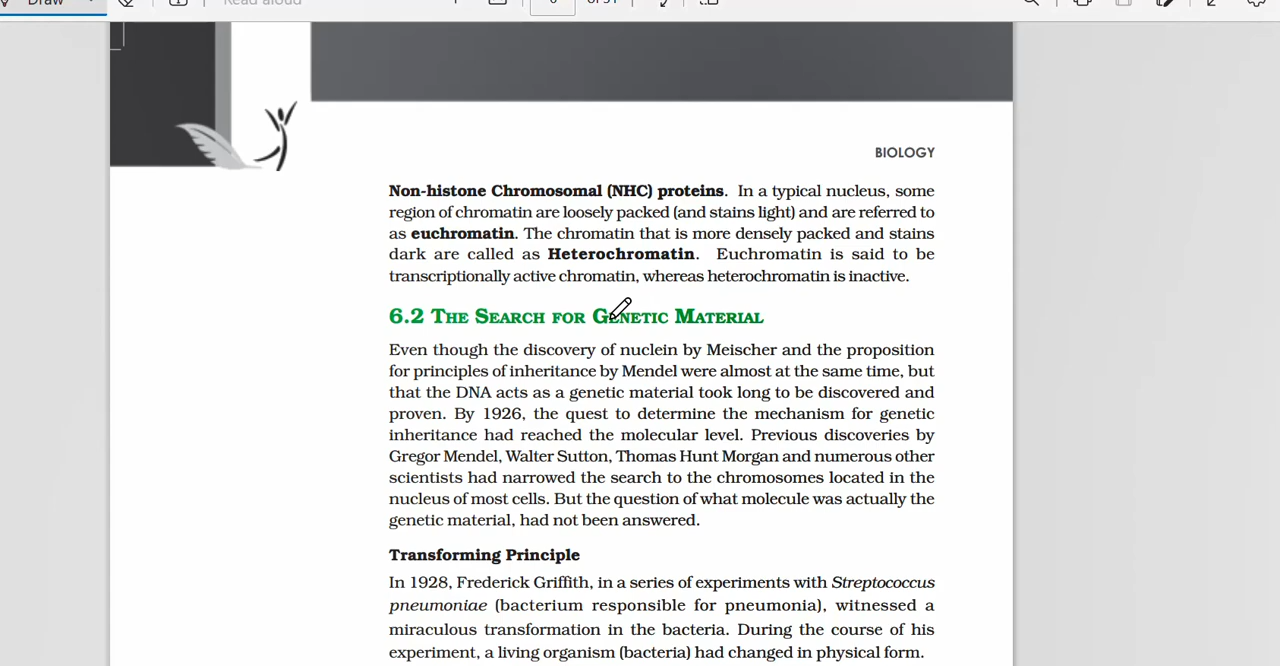 Draw
Read aloud
BIOLOGY
Non-histone Chromosomal (NHC) proteins. In a typical nucleus, some
region of chromatin are loosely packed (and stains light) and are referred to
as euchromatin. The chromatin that is more densely packed and stains
dark are called as Heterochromatin. Euchromatin is said to be
transcriptionally active chromatin, whereas heterochromatin is inactive.
6.2 THE SEARCH FOR GENETIC MATERIAL
Even though the discovery of nuclein by Meischer and the proposition
for principles of inheritance by Mendel were almost at the same time, but
that the DNA acts as a genetic material took long to be discovered and
proven. By 1926, the quest to determine the mechanism for genetic
inheritance had reached the molecular level. Previous discoveries by
Gregor Mendel, Walter Sutton, Thomas Hunt Morgan and numerous other
scientists had narrowed the search to the chromosomes located in the
nucleus of most cells. But the question of what molecule was actually the
genetic material, had not been answered.
Transforming Principle
In 1928, Frederick Griffith, in a series of experiments with Streptococcus
pneumoniae (bacterium responsible for pneumonia), witnessed a
miraculous transformation in the bacteria. During the course of his
experiment, a living organism (bacteria) had changed in physical form.